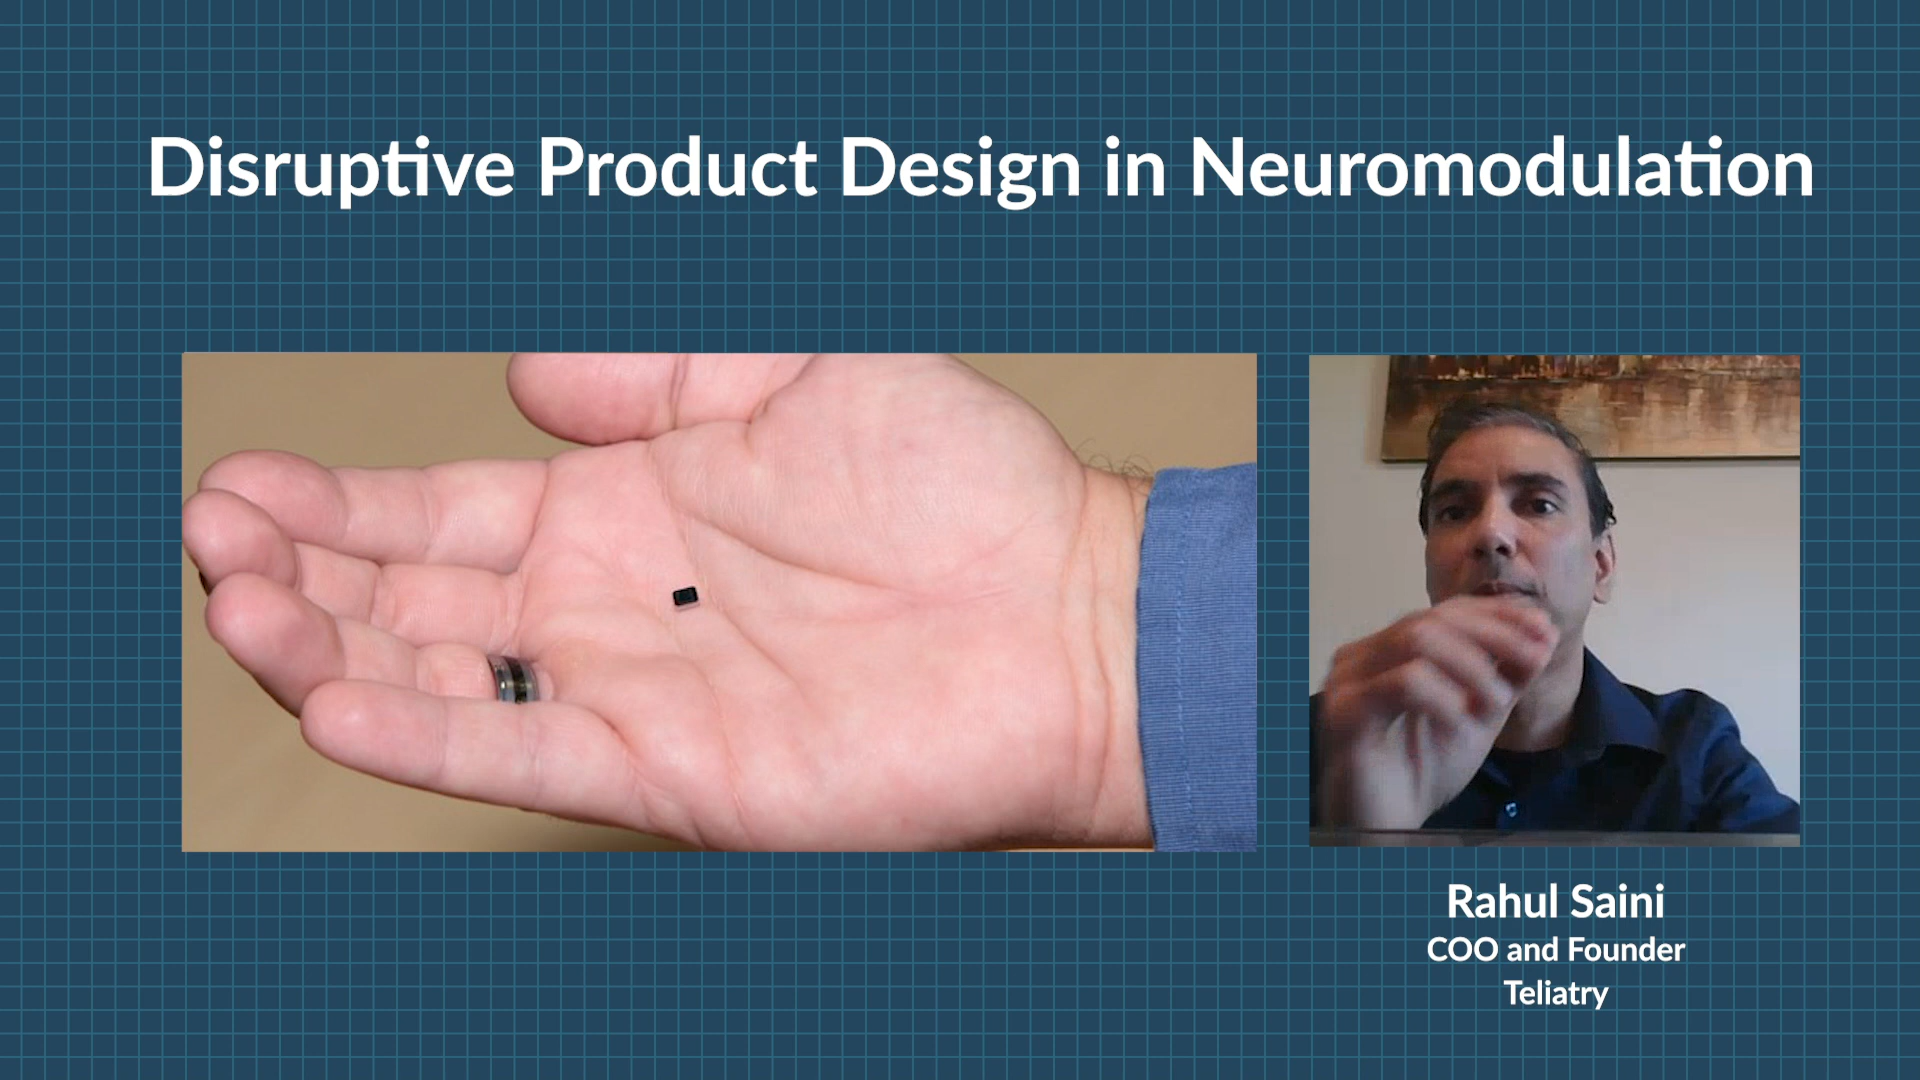 Disruptive Product Design in Neuromodulation
Rahul Saini
COO and Founder
Teliatry